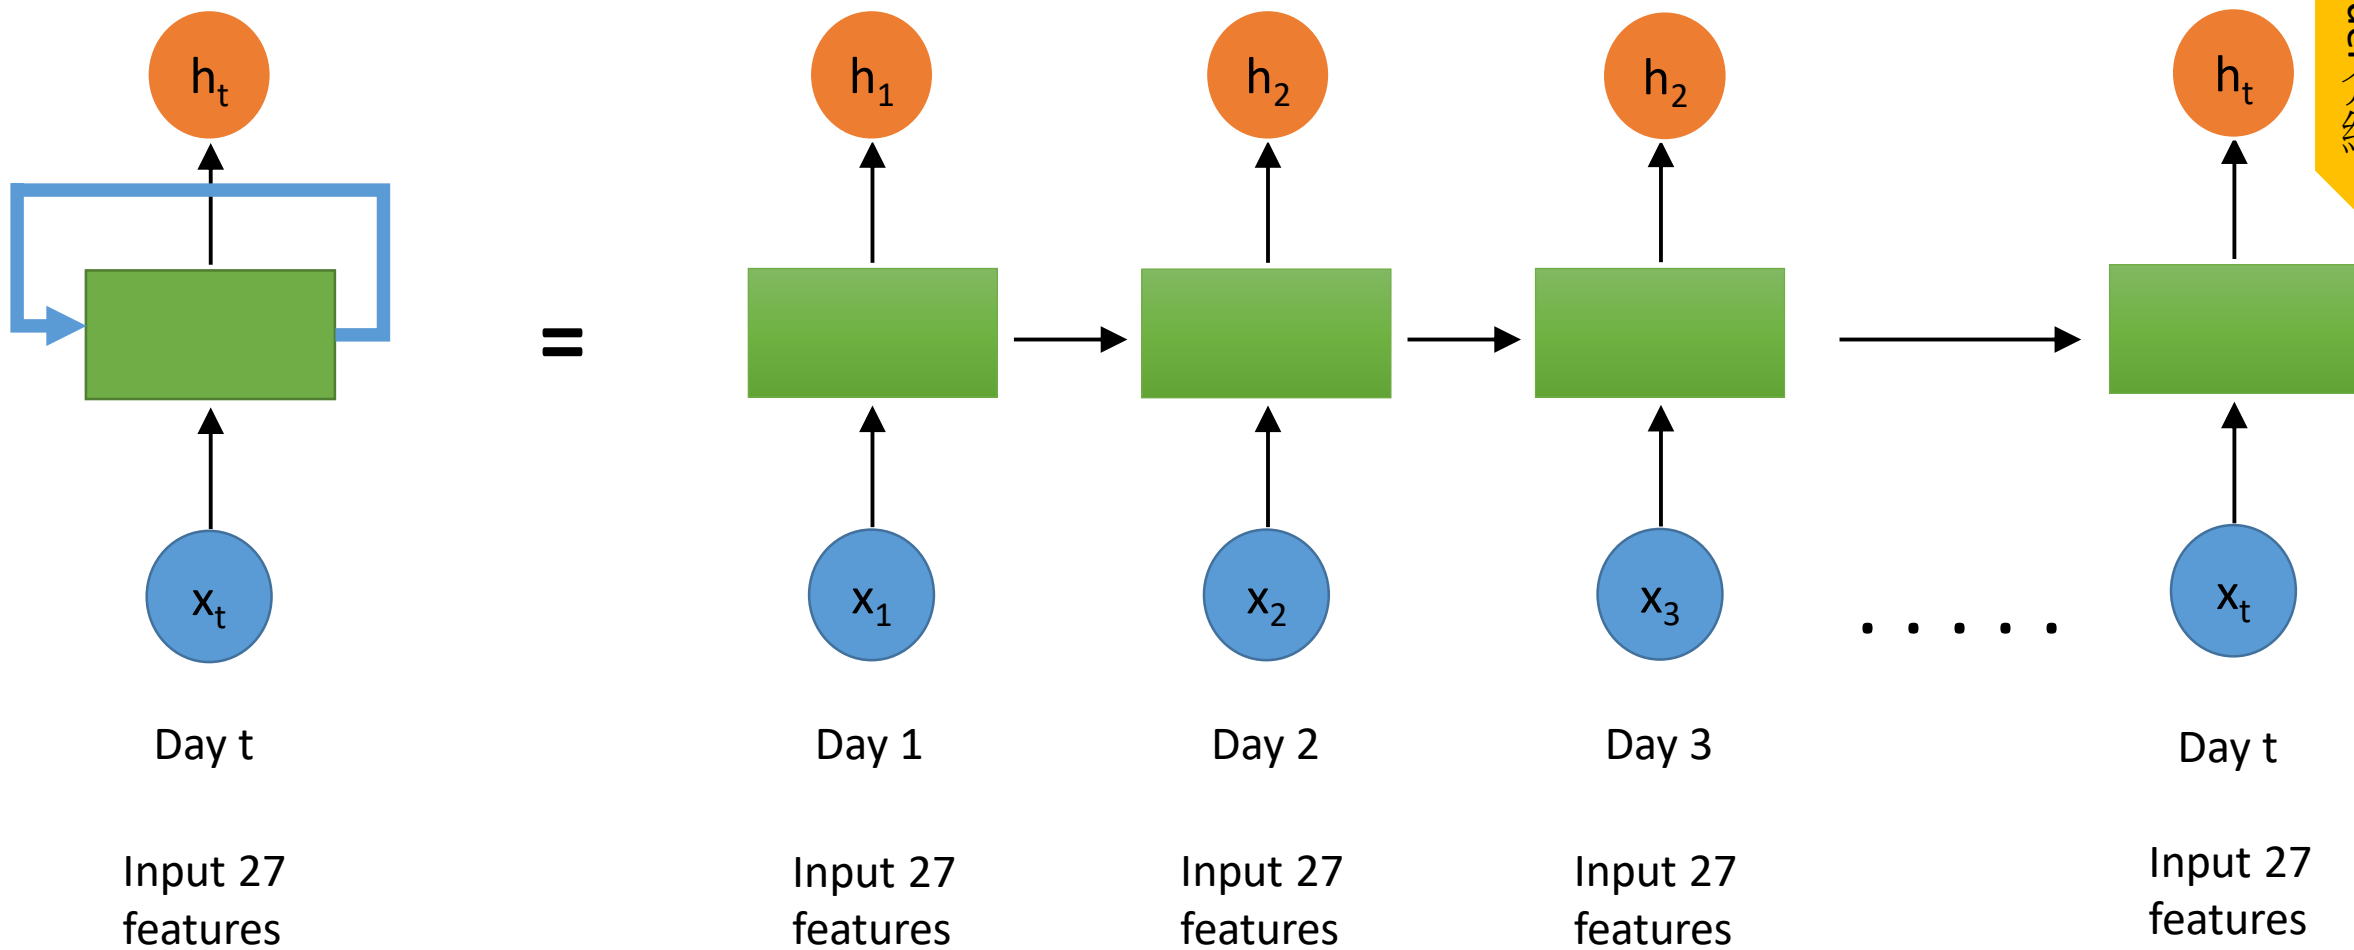 hₜ
h₁
h₂
h₂
hₜ
=
xₜ
x₁
x₂
x₃
. . . . .
xₜ
Day t
Day 1
Day 2
Day 3
Day t
Input 27
features
Input 27
features
Input 27
features
Input 27
features
Input 27
features